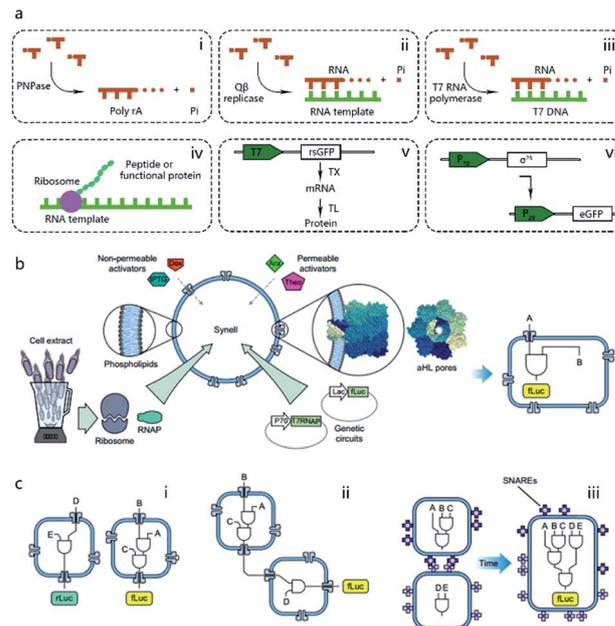 a
i
PNPase
Poly rA
+
Pi
ii
Qβ
replicase
RNA
+
Pi
RNA template
iii
T7 RNA
polymerase
RNA
+
Pi
T7 DNA
iv
Ribosome
Peptide or
functional protein
RNA template
v
T7
rsGFP
TX
mRNA
TL
Protein
eGFP
b
Non-permeable
activators
Dox
IPTG
Ara
Theo
Permeable
activators
Synell
Phospholipids
Cell extract
Ribosome
RNAP
aHL pores
Lac
fLuc
P70
T7RNAP
Genetic
circuits
A
B
fLuc
c
i
D
E
rLuc
B
A
C
fLuc
ii
B
A
C
D
fLuc
iii
SNAREs
A B C
D E
Time
A B C D E
fLuc